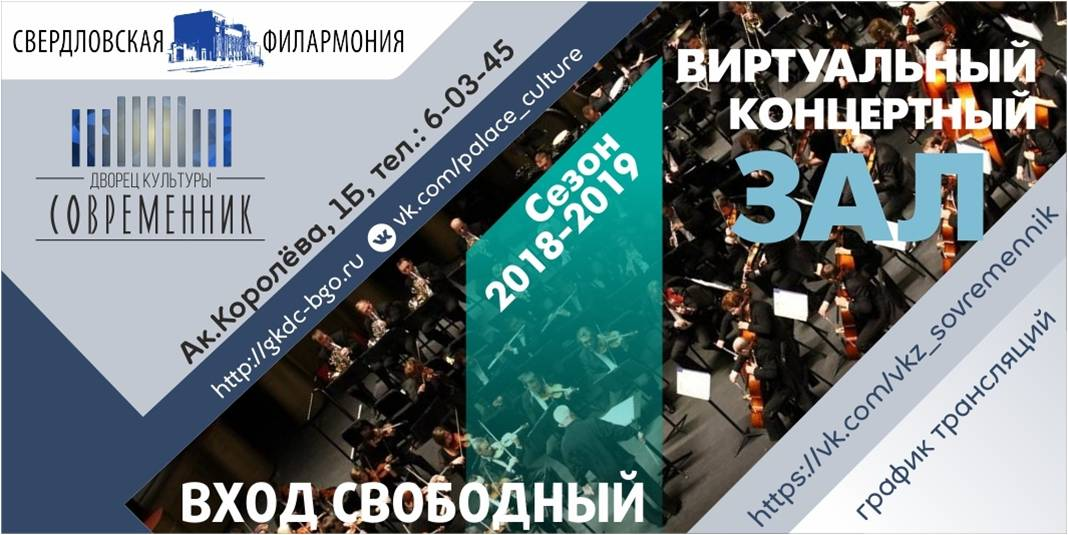 СВЕРДЛОВСКАЯ ФИЛАРМОНИЯ
ДВОРЕЦ КУЛЬТУРЫ
СОВРЕМЕННИК
Ак.Королёва, 1Б, тел.: 6-03-45
http://gkdc-bgo.ru vk.com/palace_culture
Сезон
2018-2019
ВИРТУАЛЬНЫЙ
КОНЦЕРТНЫЙ
ЗАЛ
https://vk.com/vkz_sovremennik
график трансляций
ВХОД СВОБОДНЫЙ